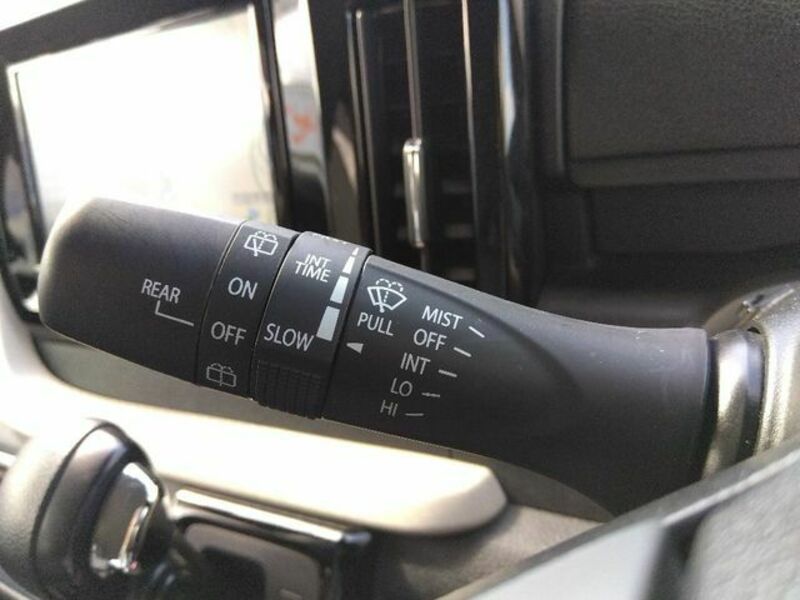 REAR
ON
OFF
INT
TIME
SLOW
PULL
MIST
OFF
INT
LO
HI